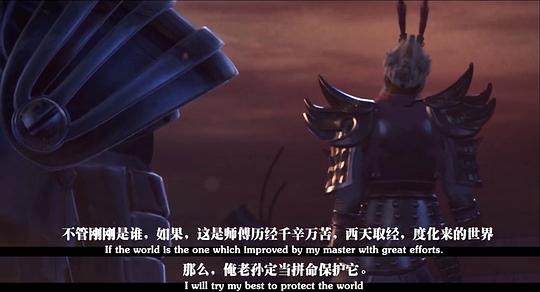 不管刚刚是谁，如果，这是师傅历经千辛万苦，西天取经，度化来的世界
If the world is the one which improved by my master with great efforts.
那么，俺老孙定当拼命保护它。
I will try my best to protect the world